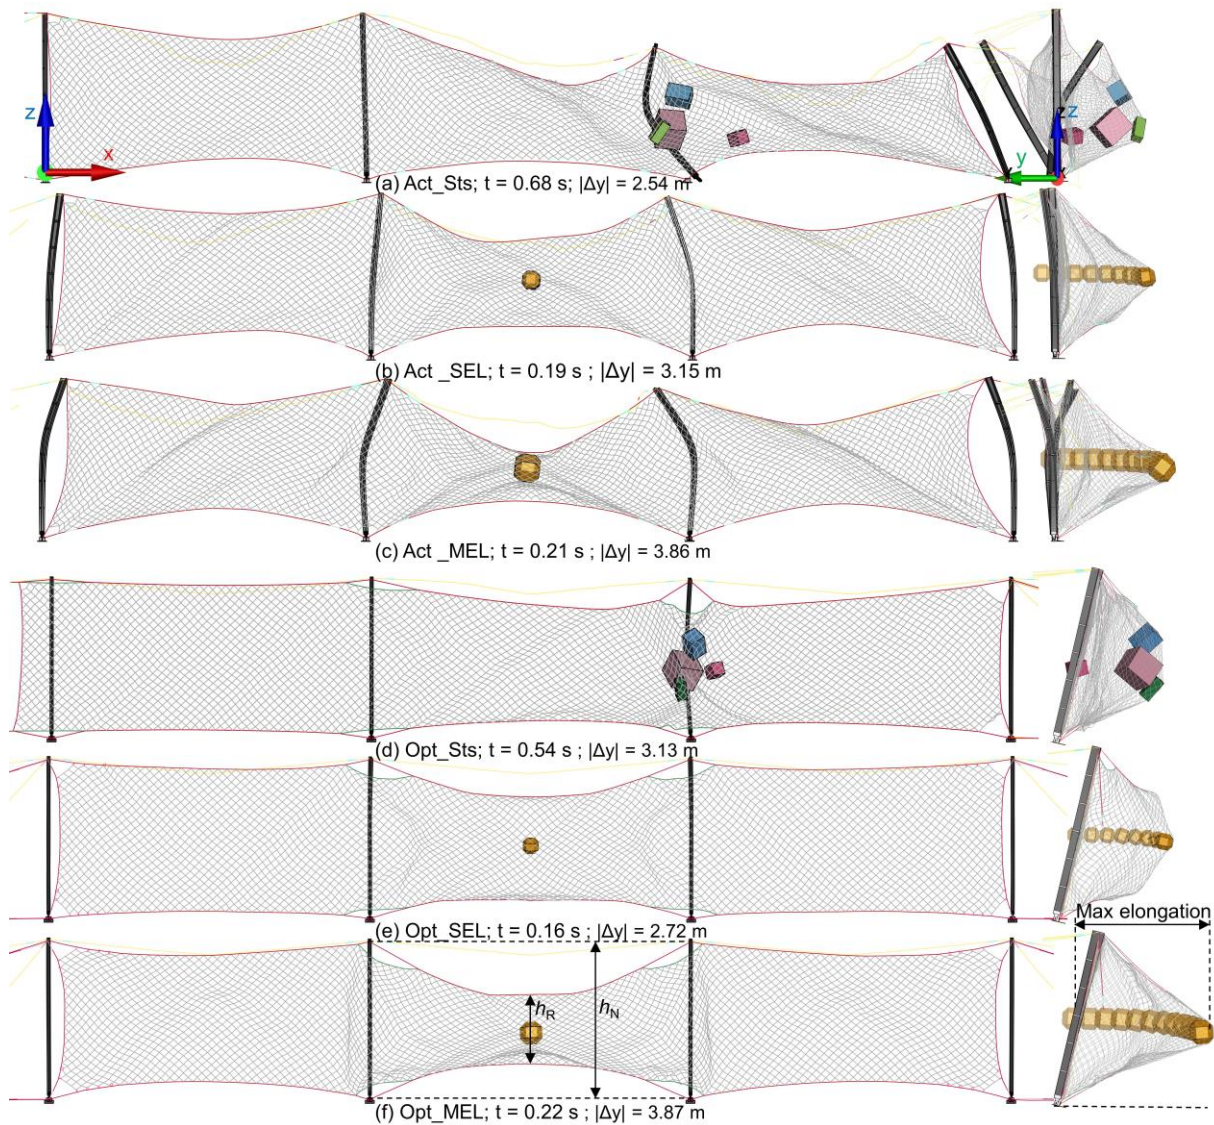 z
x
z
y
(a) Act_Sts; t = 0.68 s; |Δy| = 2.54 m
(b) Act _SEL; t = 0.19 s ; |Δy| = 3.15 m
(c) Act _MEL; t = 0.21 s ; |Δy| = 3.86 m
(d) Opt_Sts; t = 0.54 s ; |Δy| = 3.13 m
Max elongation
(e) Opt_SEL; t = 0.16 s ; |Δy| = 2.72 m
hR
hN
(f) Opt_MEL; t = 0.22 s ; |Δy| = 3.87 m